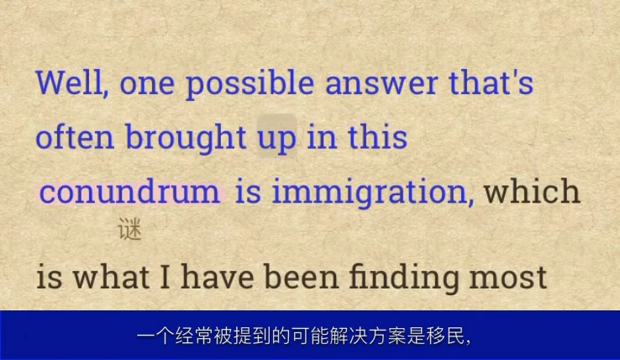 Well, one possible answer that's
often brought up in this
conundrum is immigration, which
谜
is what I have been finding most
一个经常被提到的可能解决方案是移民,